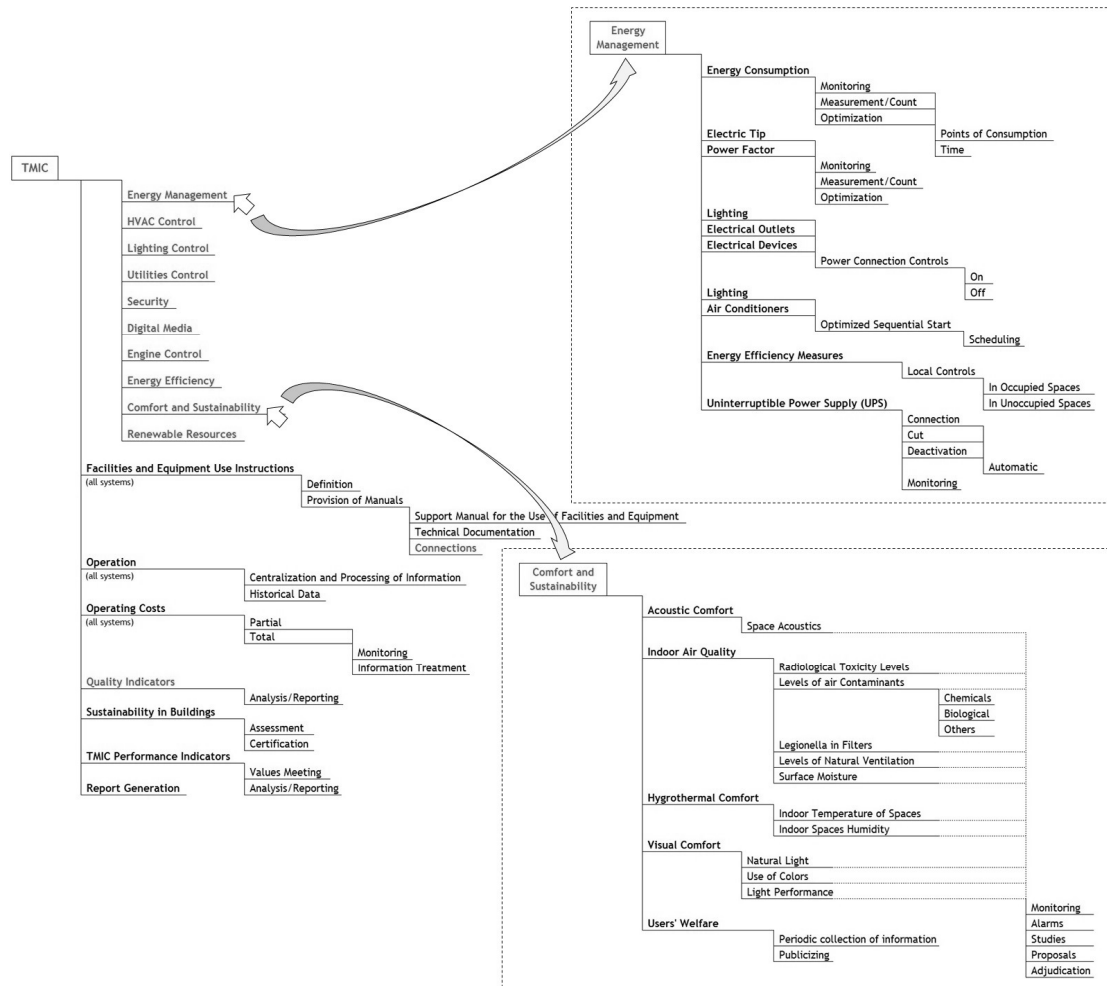 TMIC
Energy Management
HVAC Control
Lighting Control
Utilities Control
Security
Digital Media
Engine Control
Energy Efficiency
Comfort and Sustainability
Renewable Resources
Facilities and Equipment Use Instructions
(all systems)
Definition
Provision of Manuals
Support Manual for the Use of Facilities and Equipment
Technical Documentation
Connections
Operation
(all systems)
Centralization and Processing of Information
Historical Data
Operating Costs
(all systems)
Partial
Total
Monitoring
Information Treatment
Quality Indicators
Analysis/Reporting
Sustainability in Buildings
Assessment
Certification
TMIC Performance Indicators
Values Meeting
Analysis/Reporting
Report Generation
Energy
Management
Energy Consumption
Monitoring
Measurement/Count
Optimization
Points of Consumption
Time
Electric Tip
Power Factor
Monitoring
Measurement/Count
Optimization
Lighting
Electrical Outlets
Electrical Devices
Power Connection Controls
On
Off
Lighting
Air Conditioners
Optimized Sequential Start
Scheduling
Energy Efficiency Measures
Local Controls
In Occupied Spaces
In Unoccupied Spaces
Uninterruptible Power Supply (UPS)
Connection
Cut
Deactivation
Automatic
Monitoring
Comfort and
Sustainability
Acoustic Comfort
Space Acoustics
Indoor Air Quality
Radiological Toxicity Levels
Levels of air Contaminants
Chemicals
Biological
Others
Legionella in Filters
Levels of Natural Ventilation
Surface Moisture
Hygrothermal Comfort
Indoor Temperature of Spaces
Indoor Spaces Humidity
Visual Comfort
Natural Light
Use of Colors
Light Performance
Users' Welfare
Periodic collection of information
Publicizing
Monitoring
Alarms
Studies
Proposals
Adjudication